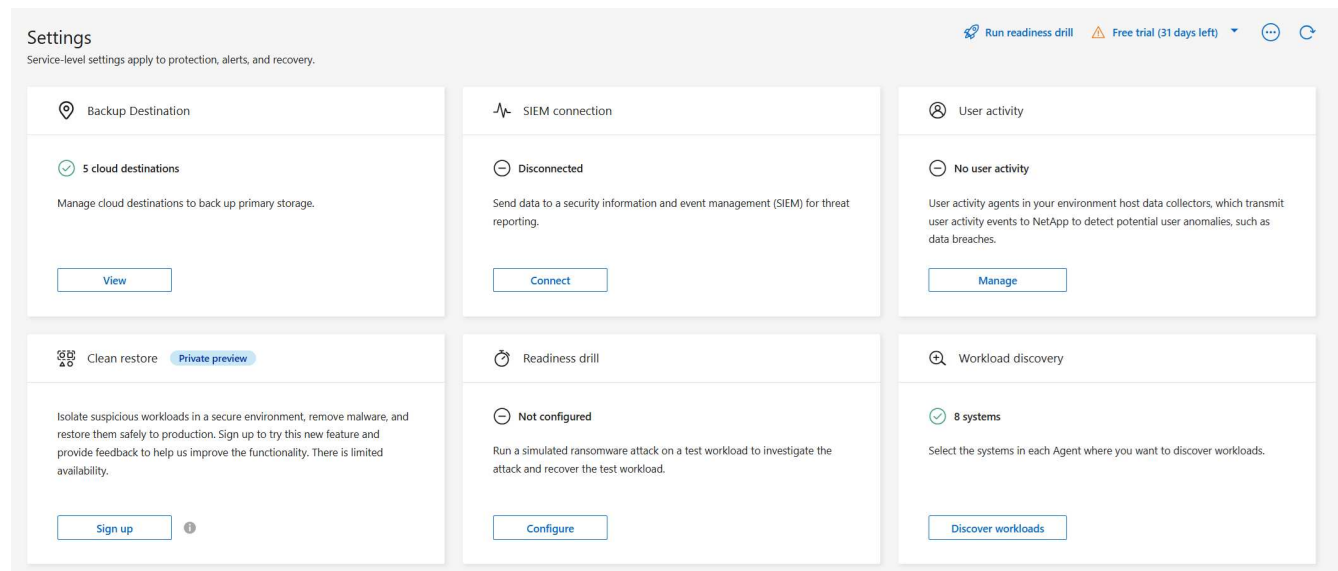 Settings
Run readiness drill
Free trial (31 days left)
Service-level settings apply to protection, alerts, and recovery.
Backup Destination
5 cloud destinations
Manage cloud destinations to back up primary storage.
View
SIEM connection
Disconnected
Send data to a security information and event management (SIEM) for threat
reporting.
Connect
User activity
No user activity
User activity agents in your environment host data collectors, which transmit
user activity events to NetApp to detect potential user anomalies, such as
data breaches.
Manage
Clean restore
Private preview
Isolate suspicious workloads in a secure environment, remove malware, and
restore them safely to production. Sign up to try this new feature and
provide feedback to help us improve the functionality. There is limited
availability.
Sign up
Readiness drill
Not configured
Run a simulated ransomware attack on a test workload to investigate the
attack and recover the test workload.
Configure
Workload discovery
8 systems
Select the systems in each Agent where you want to discover workloads.
Discover workloads